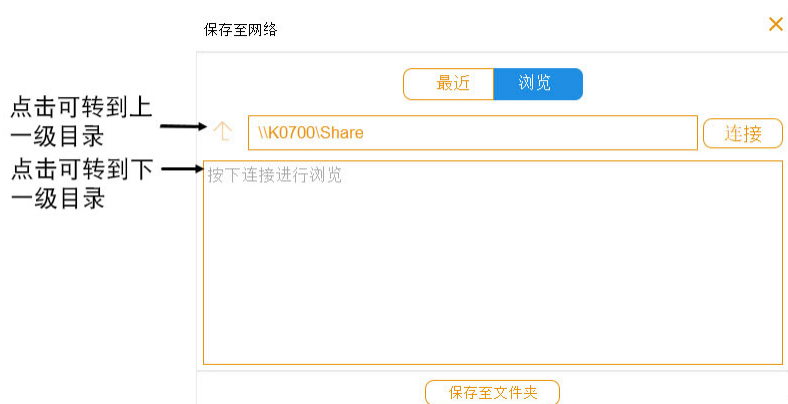 保存至网络
最近
浏览
点击可转到上
一级目录
\\K0700\Share
连接
点击可转到下
一级目录
按下连接进行浏览
保存至文件夹